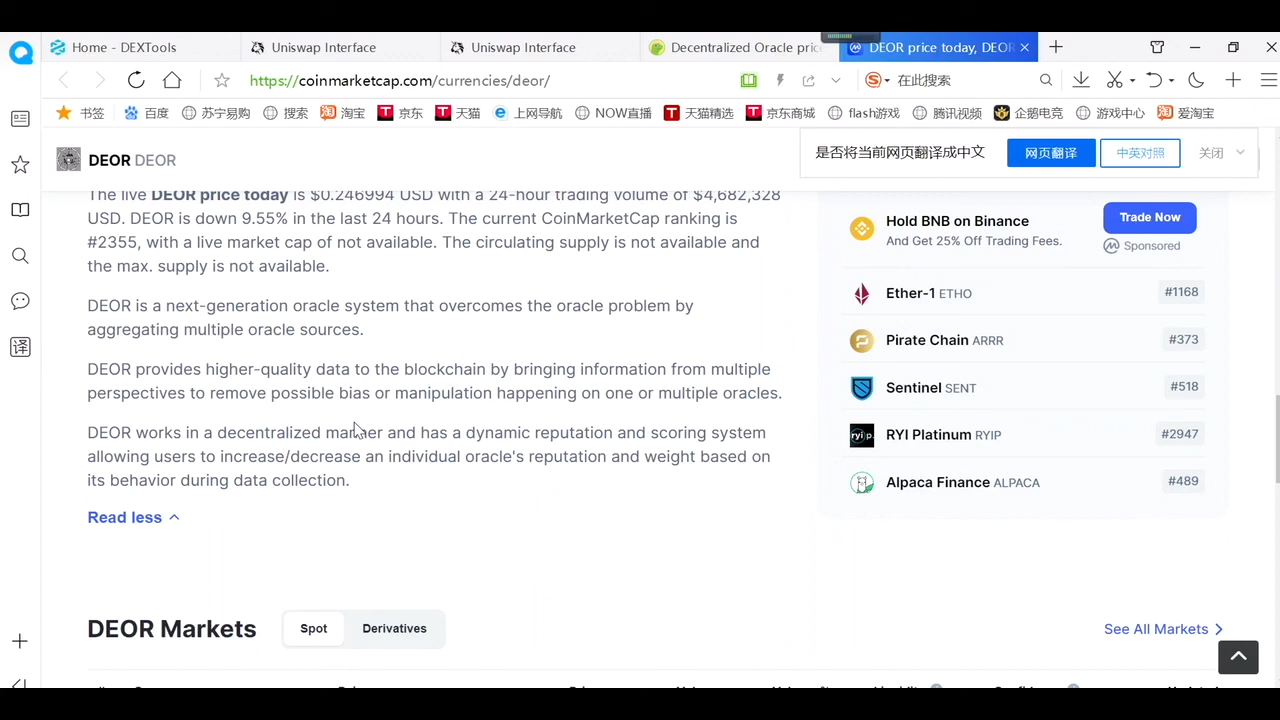 Home - DEXTools
Uniswap Interface
Uniswap Interface
Decentralized Oracle pric
DEOR price today, DEOR
https://coinmarketcap.com/currencies/deor/
在此搜索
书签
百度
苏宁易购
搜索
淘宝
京东
天猫
上网导航
NOW直播
天猫精选
京东商城
flash游戏
腾讯视频
企鹅电竞
游戏中心
爱淘宝
DEOR DEOR
是否将当前网页翻译成中文
网页翻译
中英对照
关闭
译
The live DEOR price today is $0.246994 USD with a 24-hour trading volume of $4,682,328
USD. DEOR is down 9.55% in the last 24 hours. The current CoinMarketCap ranking is
#2355, with a live market cap of not available. The circulating supply is not available and
the max. supply is not available.
DEOR is a next-generation oracle system that overcomes the oracle problem by
aggregating multiple oracle sources.
DEOR provides higher-quality data to the blockchain by bringing information from multiple
perspectives to remove possible bias or manipulation happening on one or multiple oracles.
DEOR works in a decentralized manner and has a dynamic reputation and scoring system
allowing users to increase/decrease an individual oracle's reputation and weight based on
its behavior during data collection.
Read less
Hold BNB on Binance
And Get 25% Off Trading Fees.
Trade Now
Sponsored
Ether-1 ETHO
#1168
Pirate Chain ARRR
#373
Sentinel SENT
#518
RYI Platinum RYIP
#2947
Alpaca Finance ALPACA
#489
DEOR Markets
Spot
Derivatives
See All Markets